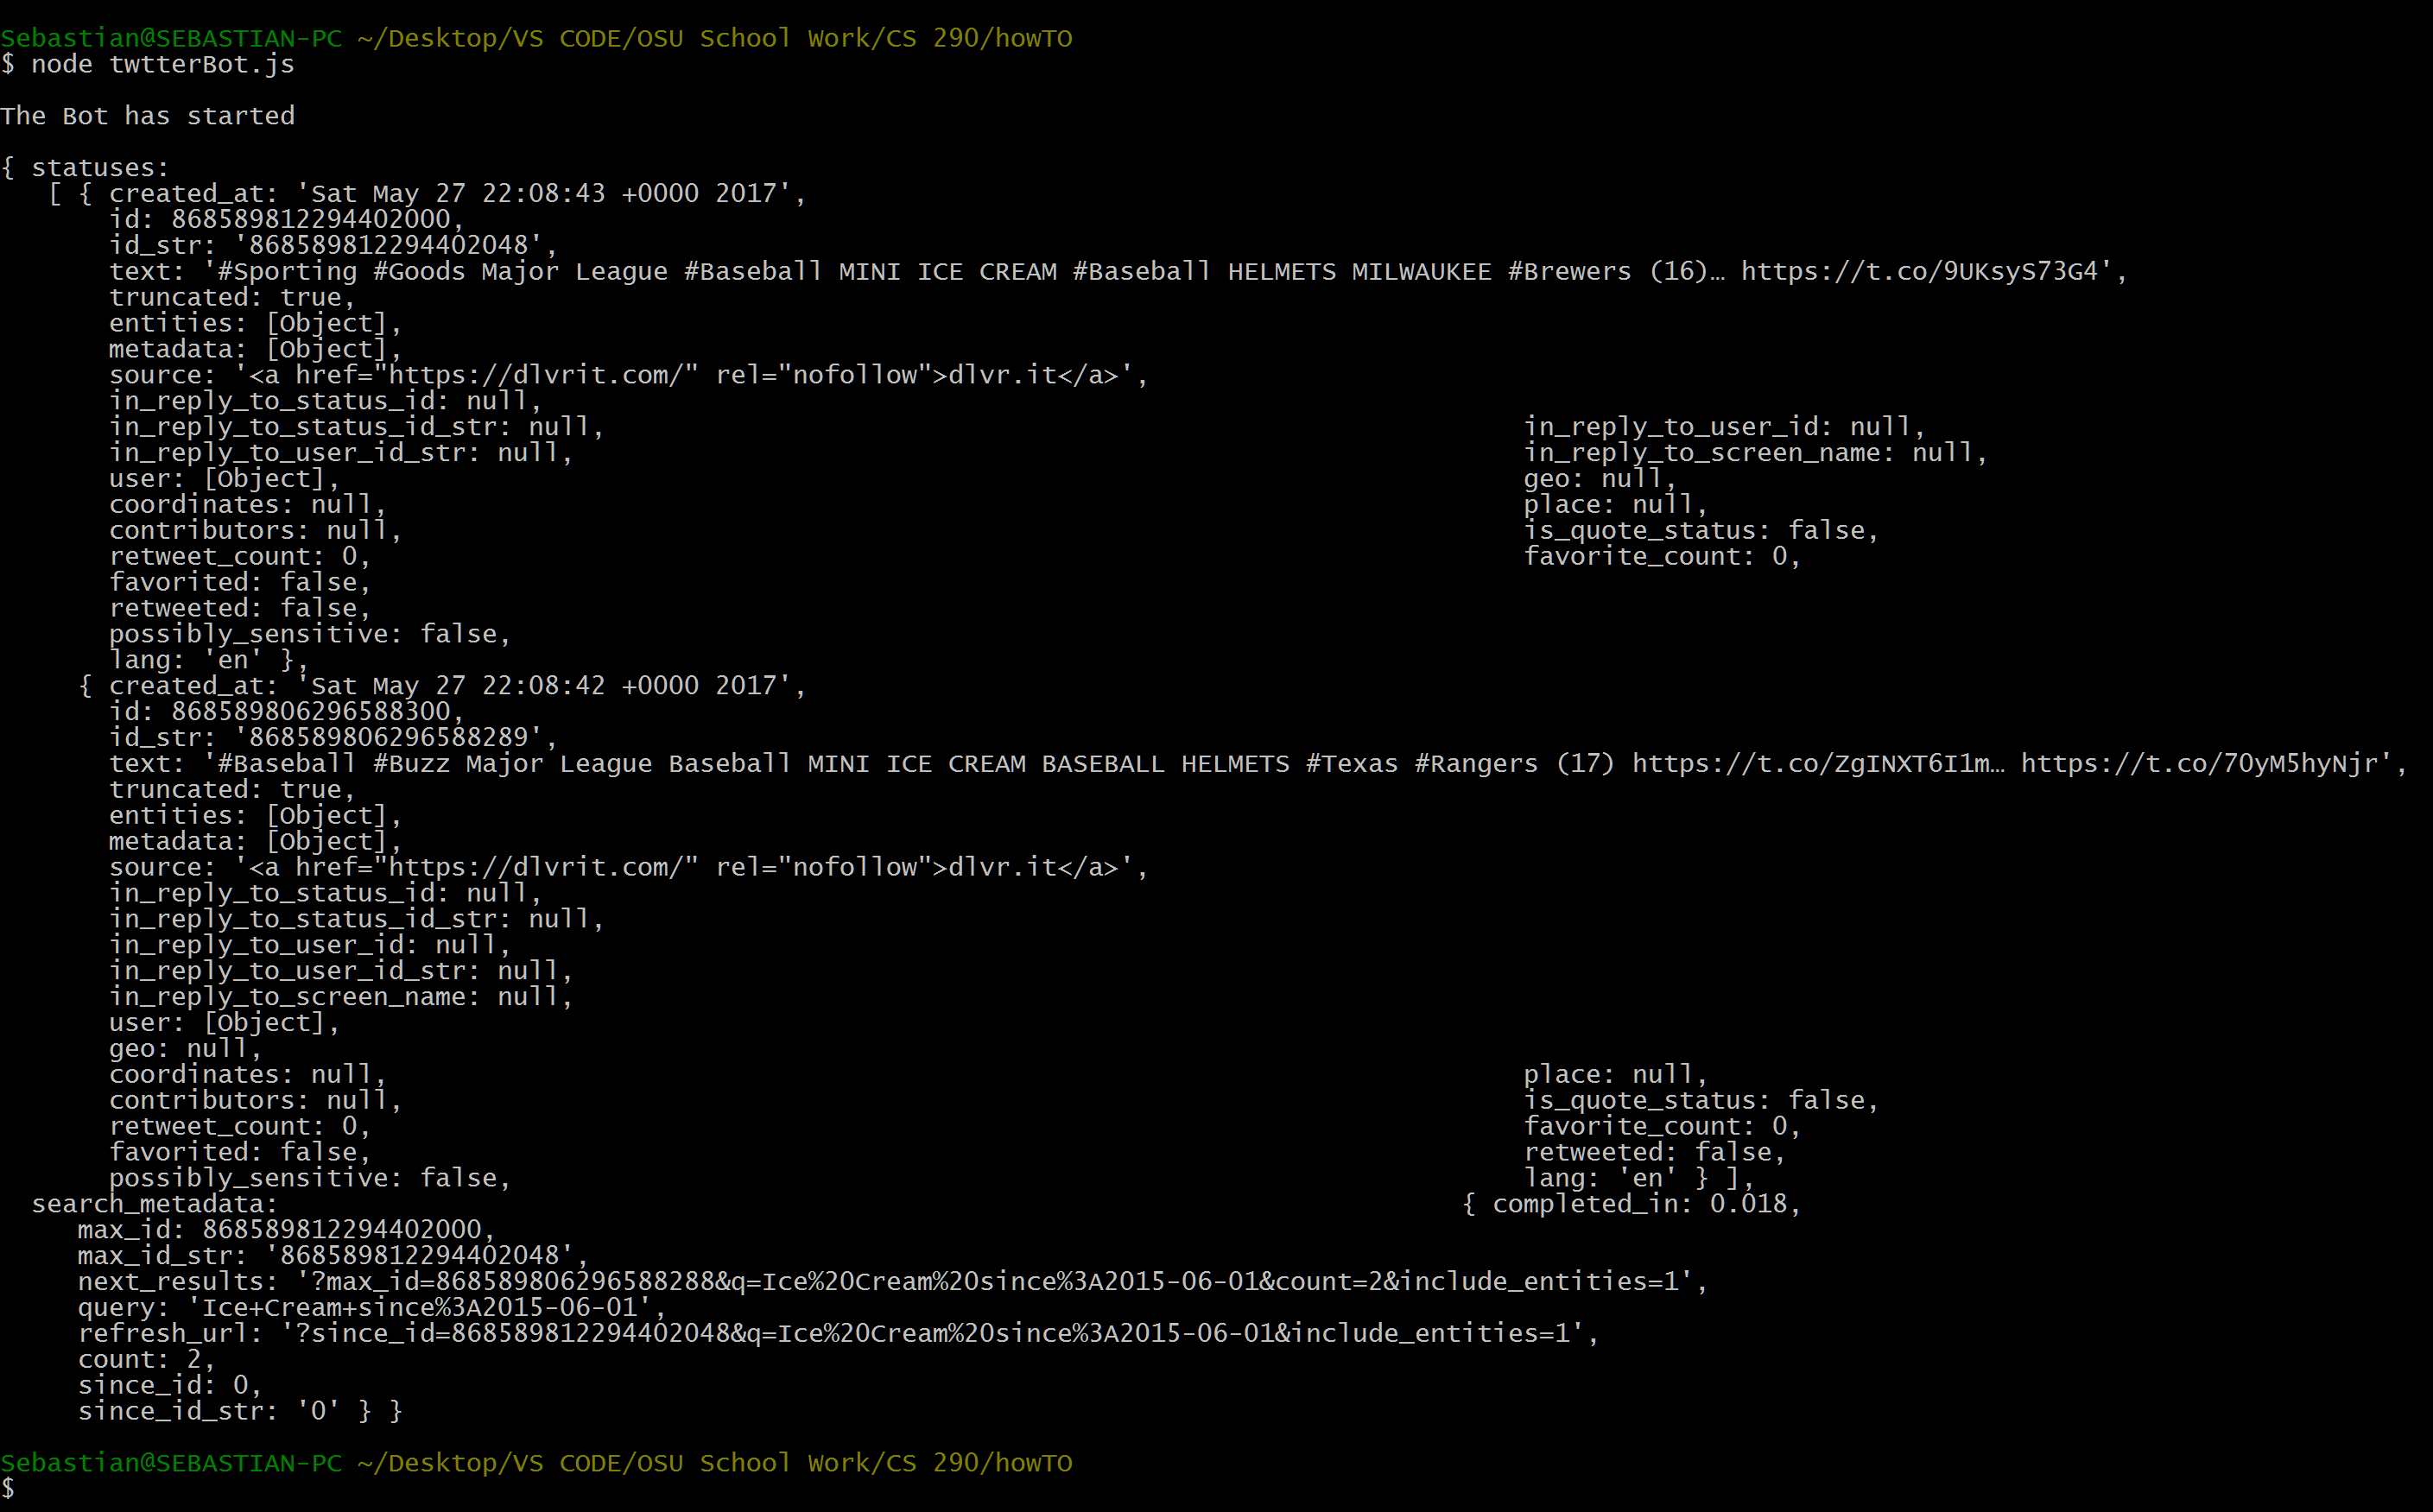 Sebastian@SEBASTIAN-PC ~/Desktop/VS CODE/OSU School Work/CS 290/howTO
$ node twtterBot.js
The Bot has started
{ statuses:
[ { created_at: 'Sat May 27 22:08:43 +0000 2017',
id: 868589812294402000,
id_str: '868589812294402048',
text: '#Sporting #Goods Major League #Baseball MINI ICE CREAM #Baseball HELMETS MILWAUKEE #Brewers (16)… https://t.co/9UKsyS73G4',
truncated: true,
entities: [Object],
metadata: [Object],
source: '<a href="https://dlvrit.com/" rel="nofollow">dlvr.it</a>',
in_reply_to_status_id: null,
in_reply_to_status_id_str: null, in_reply_to_user_id: null,
in_reply_to_user_id_str: null, in_reply_to_screen_name: null,
user: [Object], geo: null,
coordinates: null, place: null,
contributors: null, is_quote_status: false,
retweet_count: 0, favorite_count: 0,
favorited: false,
retweeted: false,
possibly_sensitive: false,
lang: 'en' },
{ created_at: 'Sat May 27 22:08:42 +0000 2017',
id: 868589806296588300,
id_str: '868589806296588289',
text: '#Baseball #Buzz Major League Baseball MINI ICE CREAM BASEBALL HELMETS #Texas #Rangers (17) https://t.co/ZgINXT6I1m… https://t.co/7OyM5hyNjr',
truncated: true,
entities: [Object],
metadata: [Object],
source: '<a href="https://dlvrit.com/" rel="nofollow">dlvr.it</a>',
in_reply_to_status_id: null,
in_reply_to_status_id_str: null,
in_reply_to_user_id: null,
in_reply_to_user_id_str: null,
in_reply_to_screen_name: null,
user: [Object],
geo: null,
coordinates: null, place: null,
contributors: null, is_quote_status: false,
retweet_count: 0, favorite_count: 0,
favorited: false, retweeted: false,
possibly_sensitive: false, lang: 'en' } ],
search_metadata: { completed_in: 0.018,
max_id: 868589812294402000,
max_id_str: '868589812294402048',
next_results: '?max_id=868589806296588288&q=Ice%20Cream%20since%3A2015-06-01&count=2&include_entities=1',
query: 'Ice+Cream+since%3A2015-06-01',
refresh_url: '?since_id=868589812294402048&q=Ice%20Cream%20since%3A2015-06-01&include_entities=1',
count: 2,
since_id: 0,
since_id_str: '0' } }
Sebastian@SEBASTIAN-PC ~/Desktop/VS CODE/OSU School Work/CS 290/howTO
$